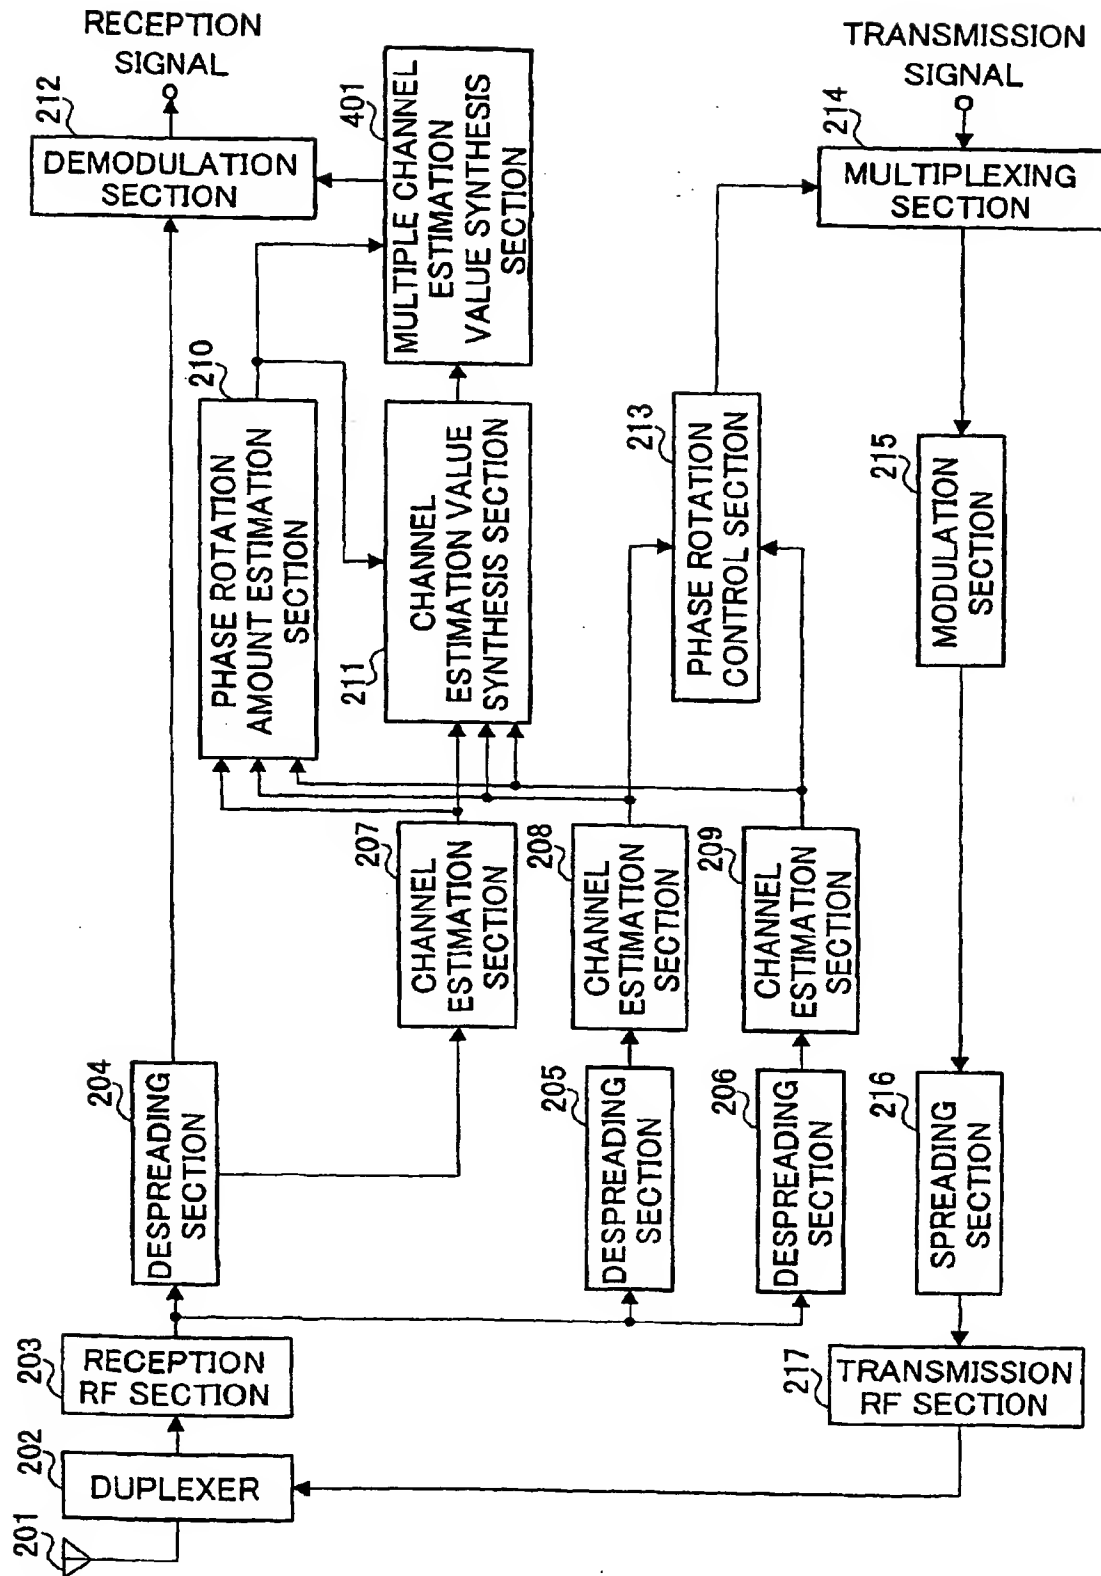 RECEPTION
SIGNAL
TRANSMISSION
SIGNAL
212
DEMODULATION
SECTION
401
MULTIPLE CHANNEL
ESTIMATION
VALUE SYNTHESIS
SECTION
214
MULTIPLEXING
SECTION
210
PHASE ROTATION
AMOUNT ESTIMATION
SECTION
211
CHANNEL
ESTIMATION VALUE
SYNTHESIS SECTION
213
PHASE ROTATION
CONTROL SECTION
215
MODULATION
SECTION
207
CHANNEL
ESTIMATION
SECTION
208
CHANNEL
ESTIMATION
SECTION
209
CHANNEL
ESTIMATION
SECTION
204
DESPREADING
SECTION
205
DESPREADING
SECTION
206
DESPREADING
SECTION
216
SPREADING
SECTION
203
RECEPTION
RF SECTION
217
TRANSMISSION
RF SECTION
202
DUPLEXER
201